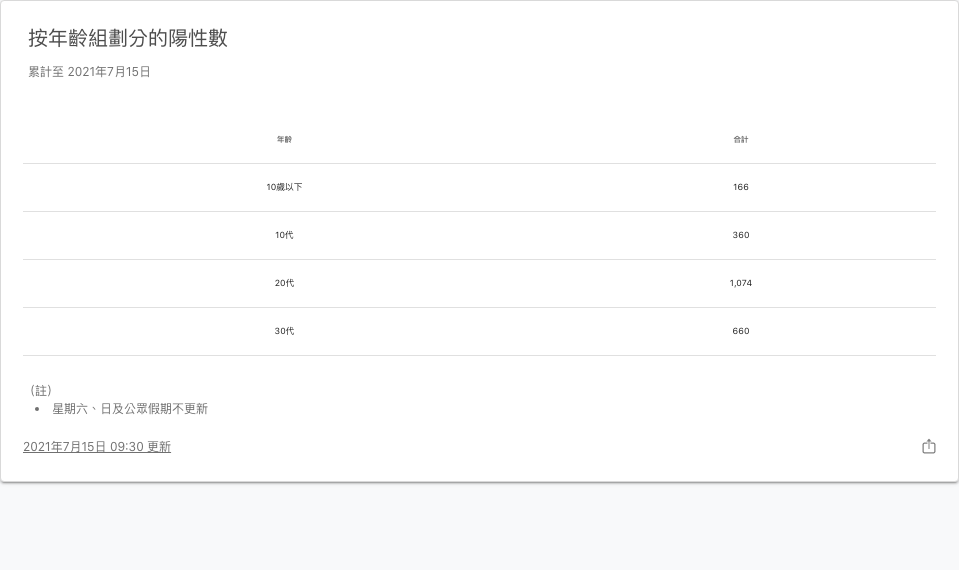 按年齡組劃分的陽性數
累計至 2021年7月15日
年齡 合計
10歲以下 166
10代 360
20代 1,074
30代 660
（註）
• 星期六、日及公眾假期不更新
2021年7月15日 09:30 更新